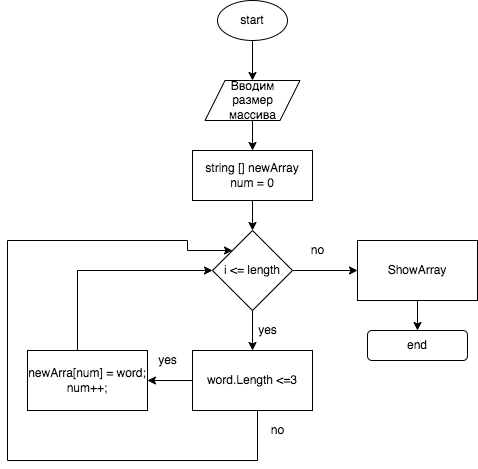 start
Вводим
размер
массива
string [] newArray
num = 0
i <= length
no
ShowArray
end
yes
word.Length <=3
yes
newArra[num] = word;
num++;
no